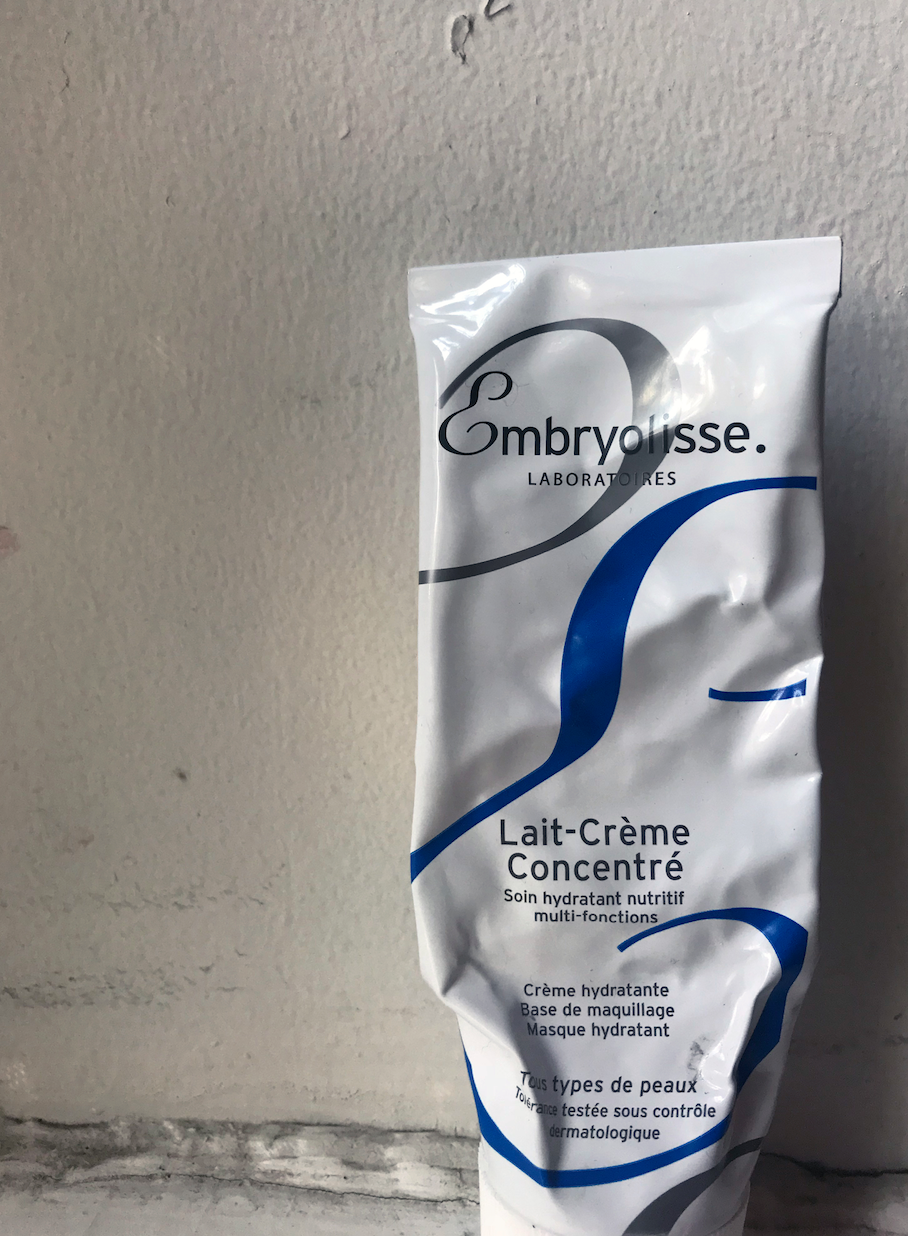 Embryolisse.
LABORATOIRES
Lait-Crème
Concentré
Soin hydratant nutritif
multi-fonctions
Crème hydratante
Base de maquillage
Masque hydratant
Tous types de peaux
Tolérance testée sous contrôle
dermatologique